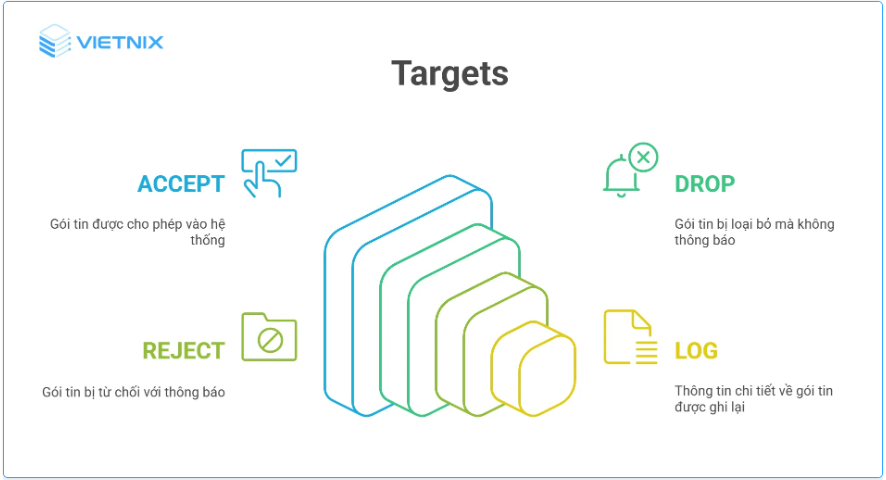 VIETNIX
Targets
ACCEPT
Gói tin được cho phép vào hệ
thống
DROP
Gói tin bị loại bỏ mà không
thông báo
REJECT
Gói tin bị từ chối với thông báo
LOG
Thông tin chi tiết về gói tin
được ghi lại